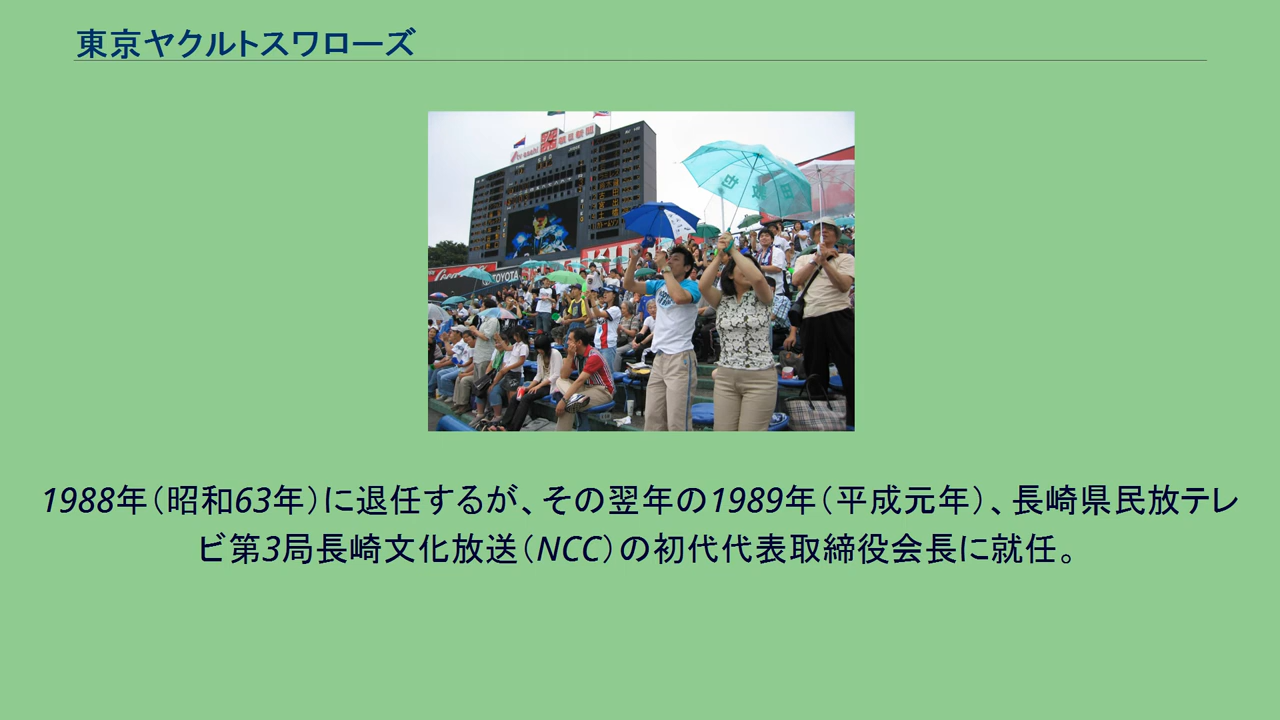 東京ヤクルトスワローズ
Coca-Cola
TOYOTA
1988年（昭和63年）に退任するが、その翌年の1989年（平成元年）、長崎県民放テレ
ビ第3局長崎文化放送（NCC）の初代代表取締役会長に就任。